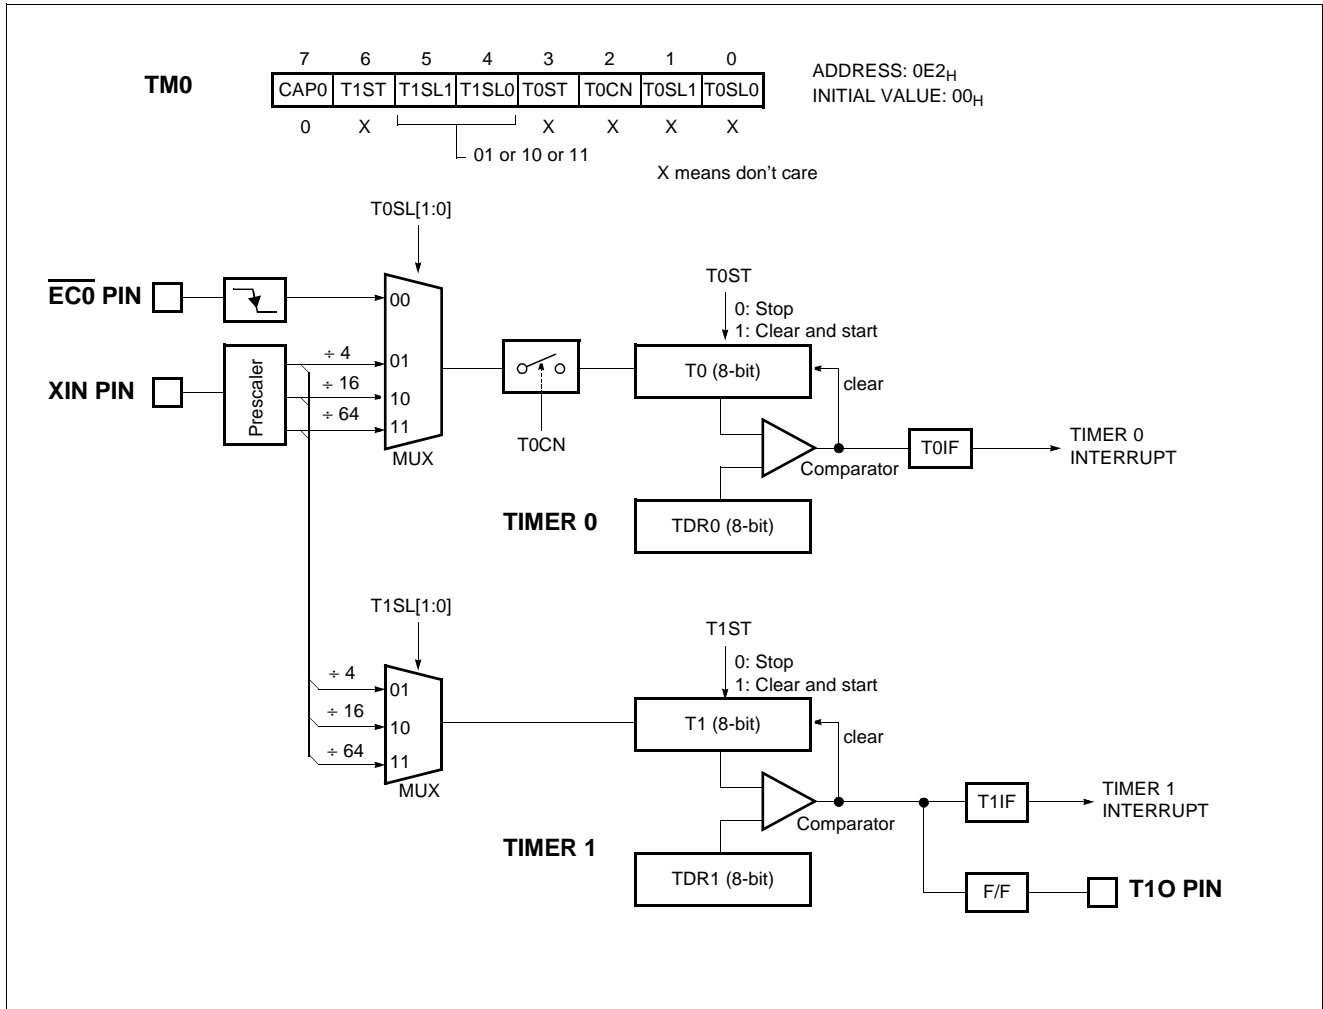 7 6 5 4 3 2 1 0
TM0
CAP0 T1ST T1SL1 T1SL0 T0ST T0CN T0SL1 T0SL0
ADDRESS: 0E2H
INITIAL VALUE: 00H
0 X X X X X
01 or 10 or 11
X means don't care
T0SL[1:0]
EC0 PIN
00
T0ST
0: Stop
1: Clear and start
XIN PIN
Prescaler
÷ 4
01
÷ 16
10
÷ 64
11
MUX
T0CN
T0 (8-bit)
clear
Comparator
T0IF
TIMER 0
INTERRUPT
TIMER 0
TDR0 (8-bit)
T1SL[1:0]
÷ 4
01
÷ 16
10
÷ 64
11
MUX
T1ST
0: Stop
1: Clear and start
T1 (8-bit)
clear
Comparator
T1IF
TIMER 1
INTERRUPT
TIMER 1
TDR1 (8-bit)
F/F
T1O PIN